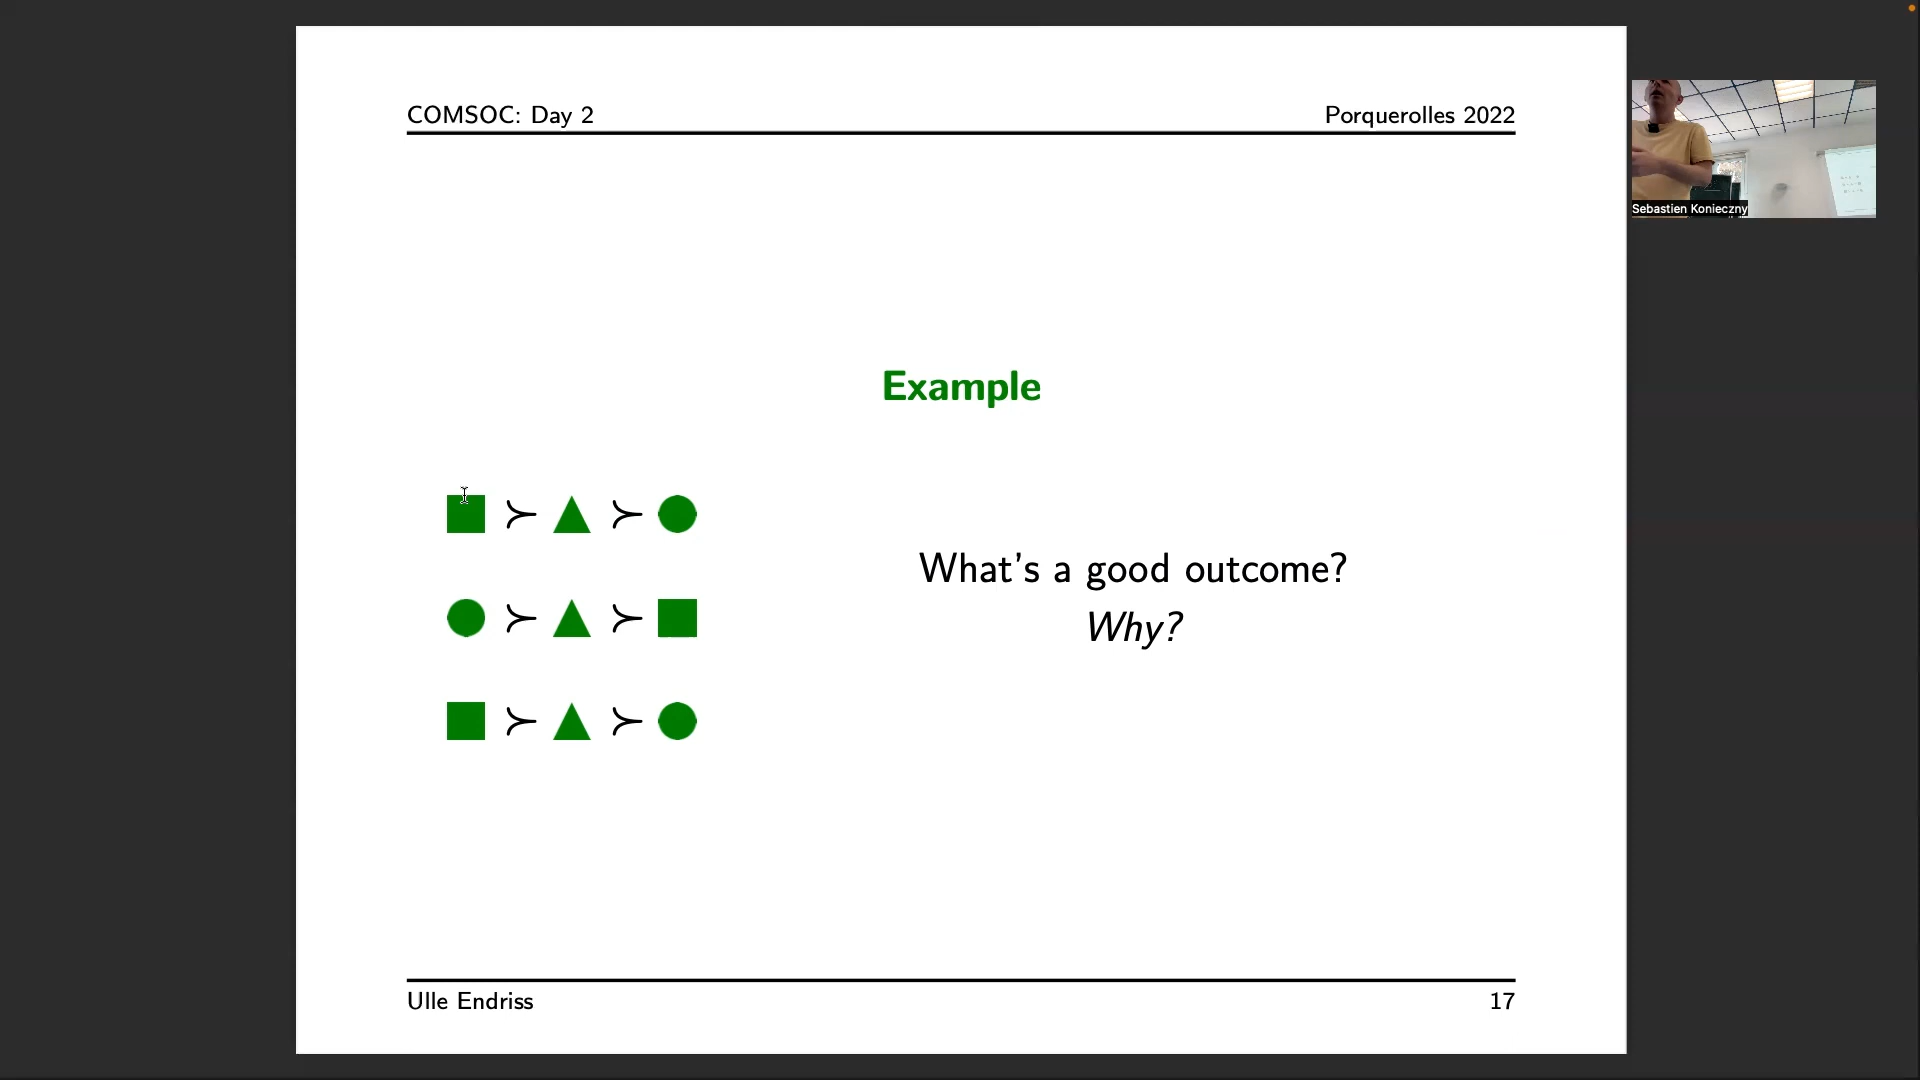 COMSOC: Day 2
Porquerolles 2022
Sebastien Konieczny
Example
≻ ≻
What's a good outcome?
≻ ≻
Why?
≻ ≻
Ulle Endriss
17